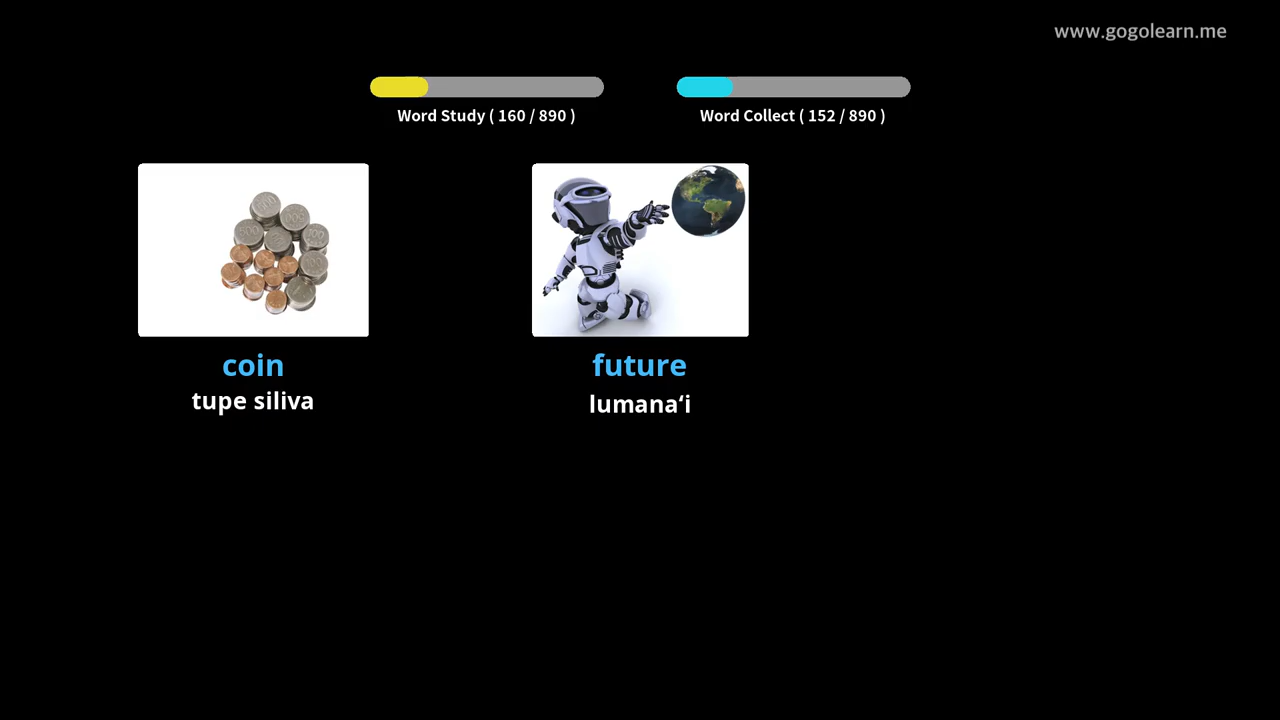 www.gogolearn.me
Word Study ( 160 / 890 )
Word Collect ( 152 / 890 )
coin
tupe siliva
future
lumanaʻi